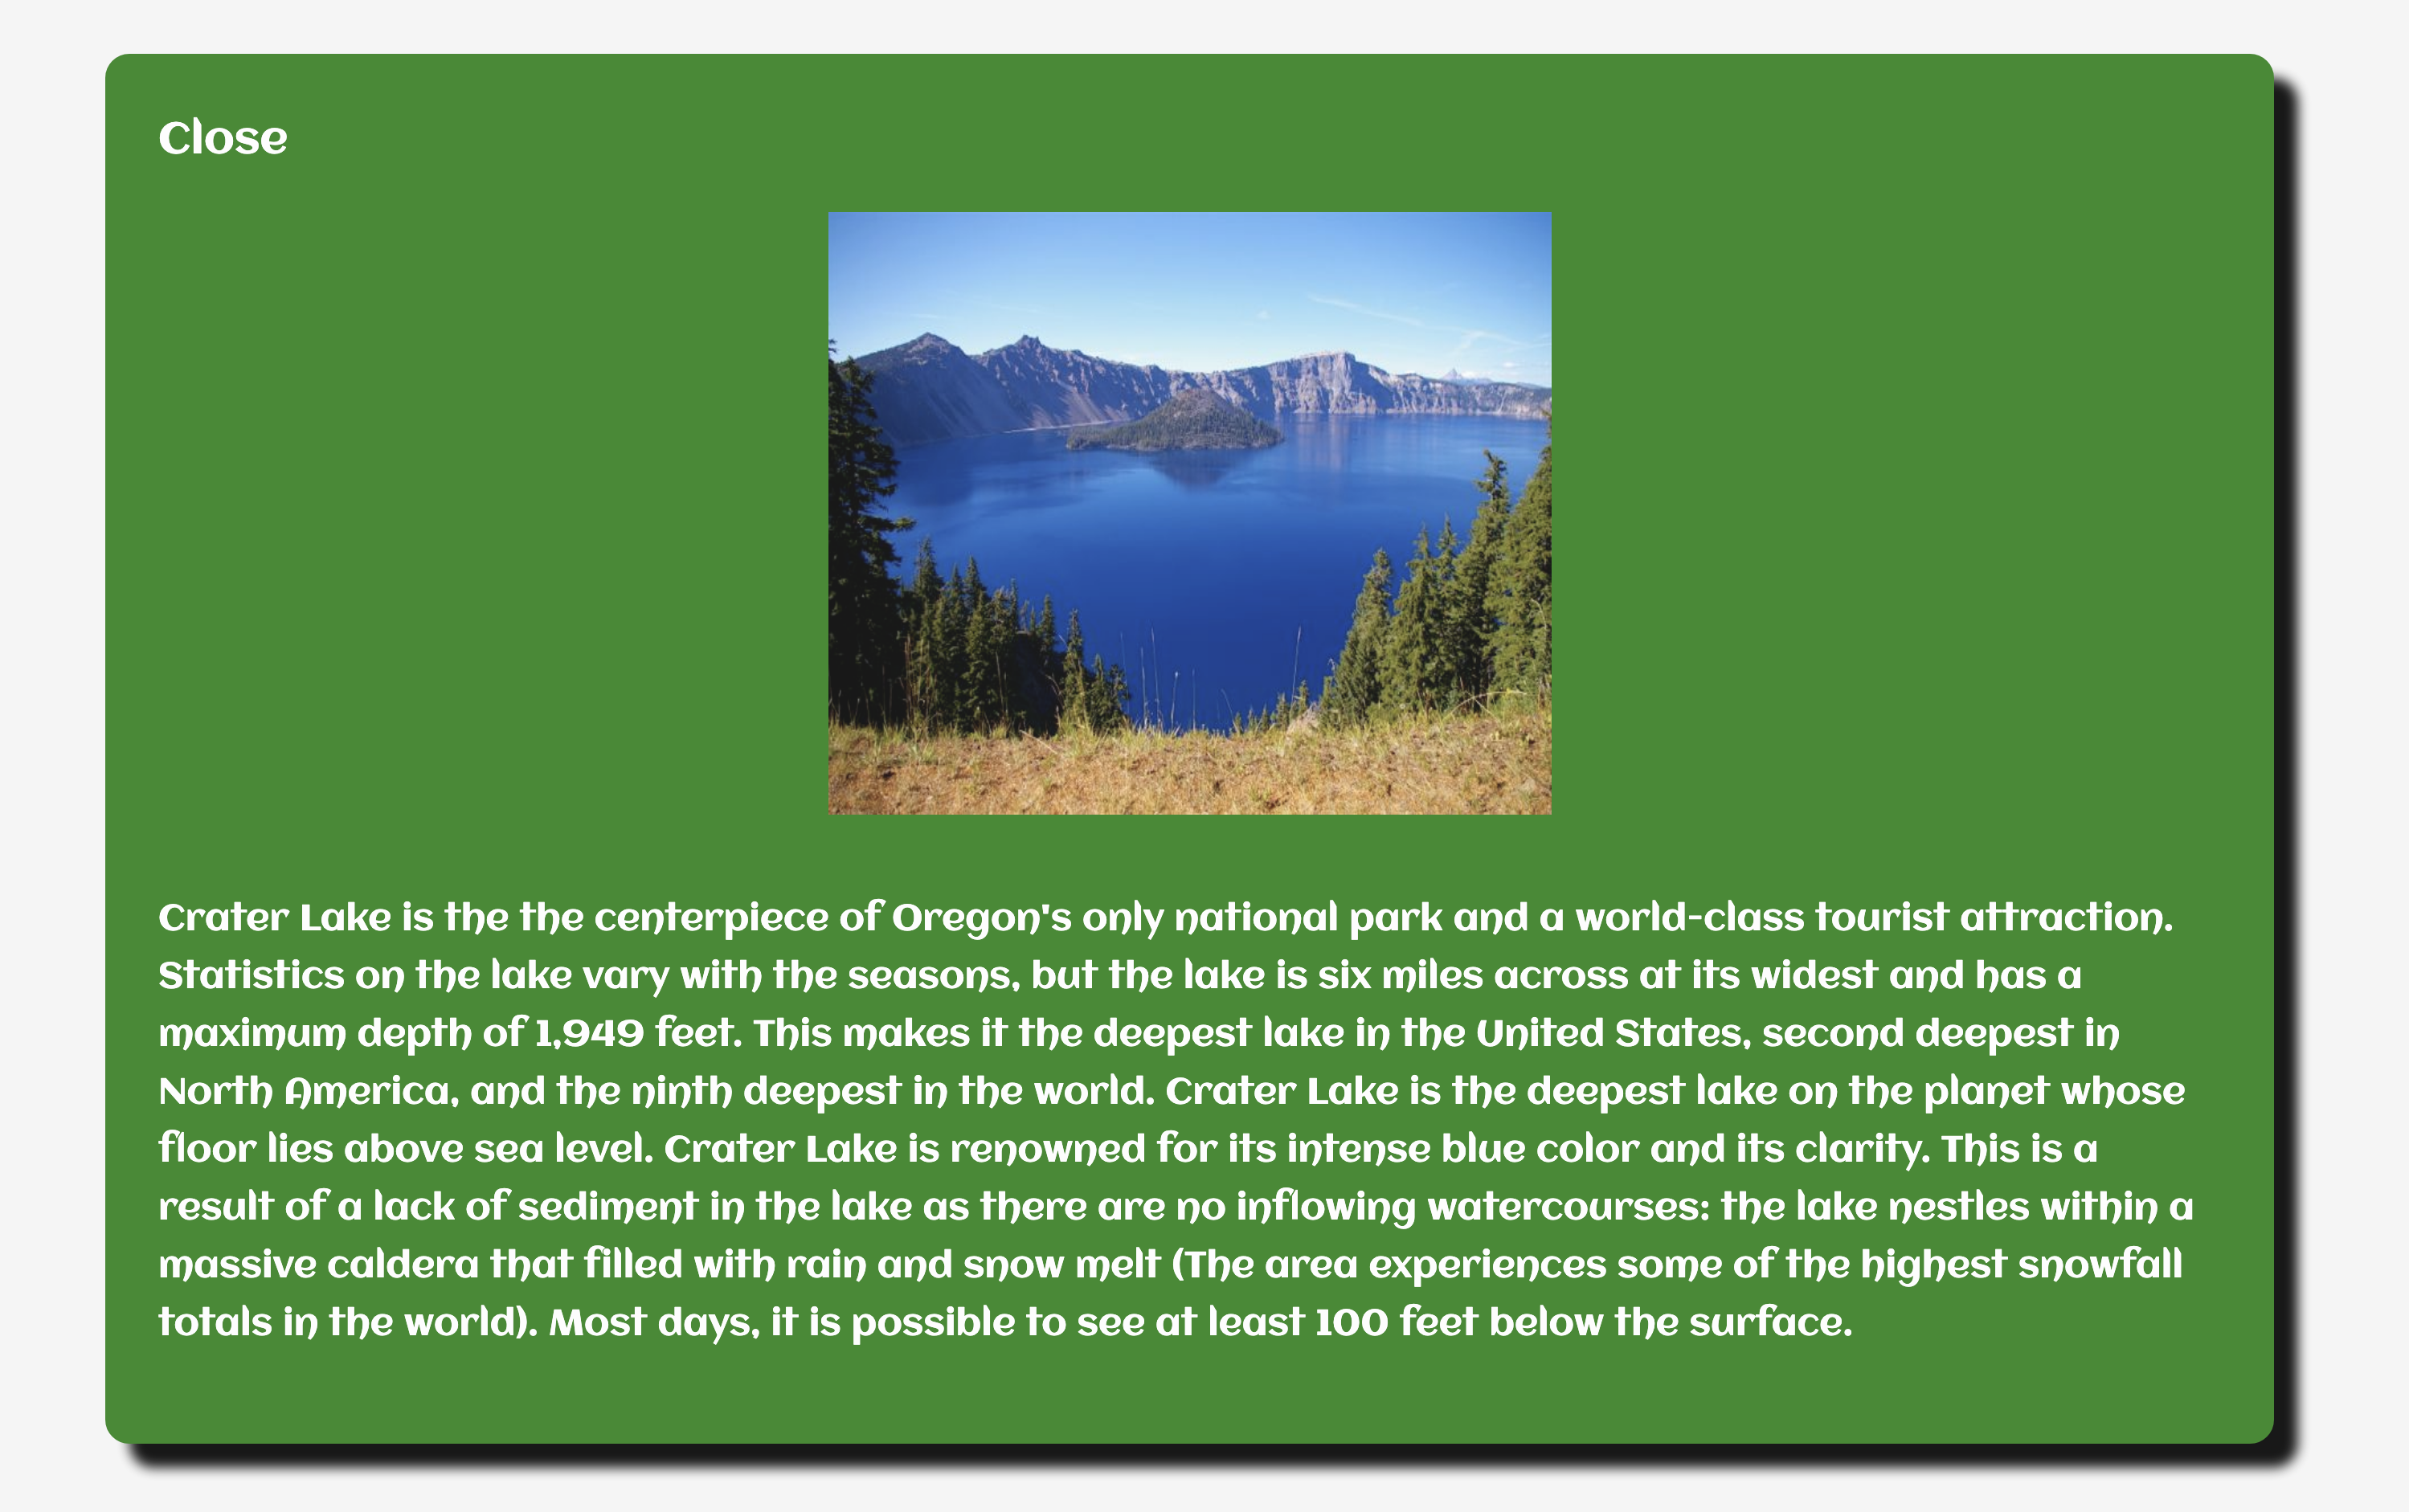 Close
Crater Lake is the the centerpiece of Oregon's only national park and a world-class tourist attraction.
Statistics on the lake vary with the seasons, but the lake is six miles across at its widest and has a
maximum depth of 1,949 feet. This makes it the deepest lake in the United States, second deepest in
North America, and the ninth deepest in the world. Crater Lake is the deepest lake on the planet whose
floor lies above sea level. Crater Lake is renowned for its intense blue color and its clarity. This is a
result of a lack of sediment in the lake as there are no inflowing watercourses: the lake nestles within a
massive caldera that filled with rain and snow melt (The area experiences some of the highest snowfall
totals in the world). Most days, it is possible to see at least 100 feet below the surface.